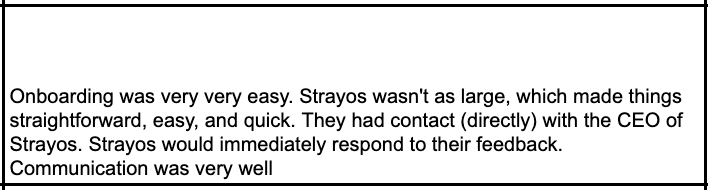 Onboarding was very very easy. Strayos wasn't as large, which made things
straightforward, easy, and quick. They had contact (directly) with the CEO of
Strayos. Strayos would immediately respond to their feedback.
Communication was very well